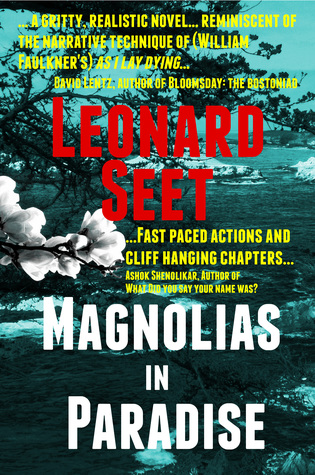 ... a gritty, realistic novel... reminiscent of
the narrative technique of (William
Faulkner's) As I Lay Dying...
David Lentz, author of Bloomsday: the Bostoniad
Leonard
Seet
...Fast paced actions and
cliff hanging chapters...
Ashok Shenolikar, Author of
What Did you say your name was?
Magnolias
in
Paradise